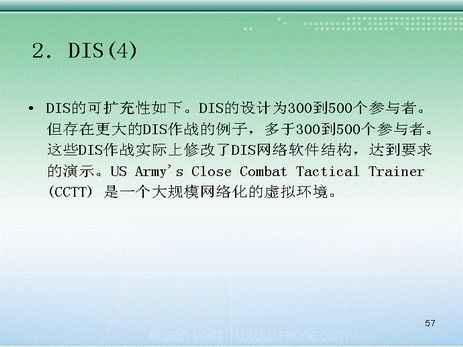 2. DIS(4)
• DIS的可扩充性如下。DIS的设计为300到500个参与者。
但存在更大的DIS作战的例子，多于300到500个参与者。
这些DIS作战实际上修改了DIS网络软件结构，达到要求
的演示。US Army's Close Combat Tactical Trainer
(CCTT) 是一个大规模网络化的虚拟环境。
57